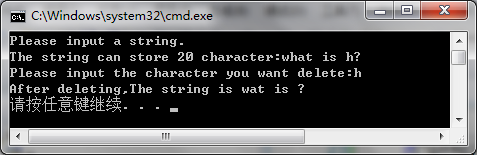 C:\Windows\system32\cmd.exe
Please input a string.
The string can store 20 character:what is h?
Please input the character you want delete:h
After deleting,The string is wat is ?
请按任意键继续. . .